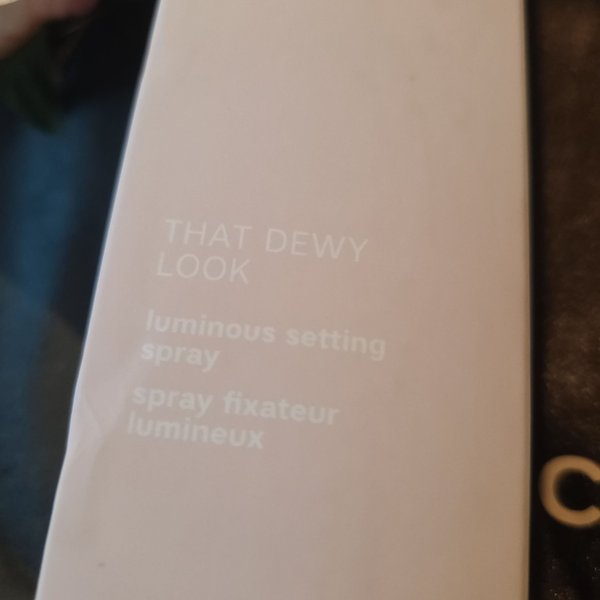 THAT DEWY
LOOK
luminous setting
spray
spray fixateur
lumineux
C